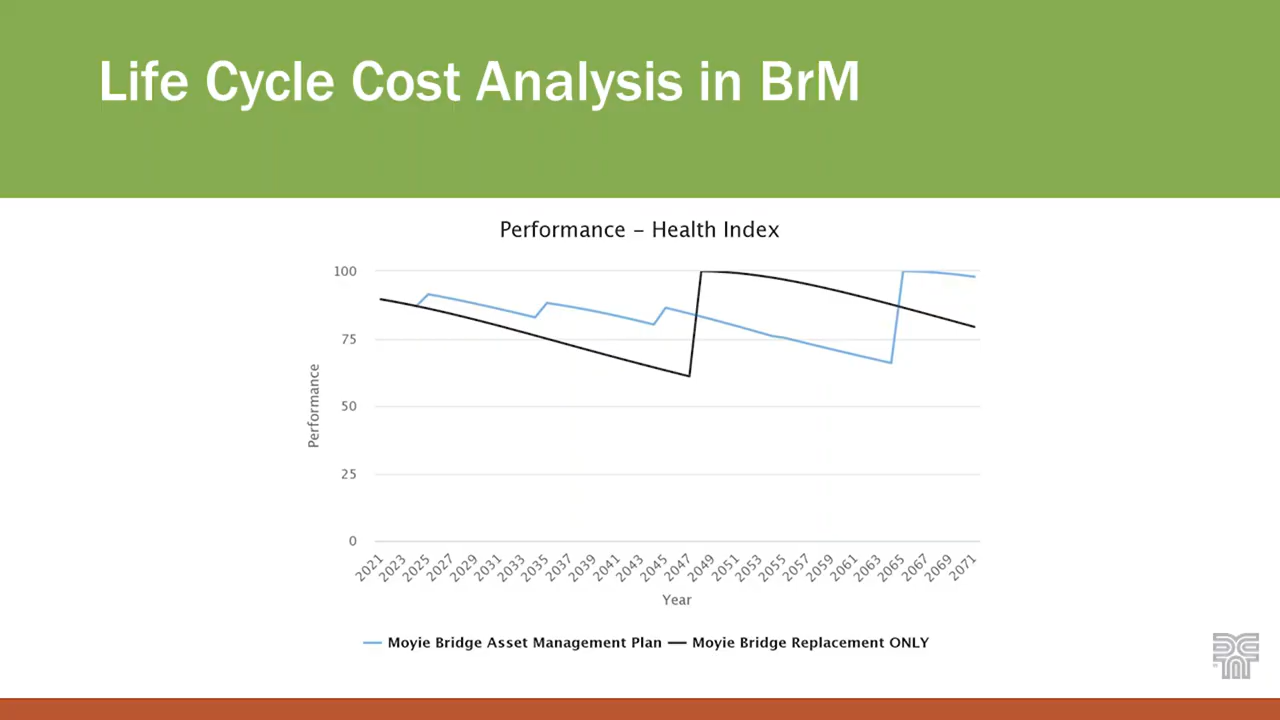 Life Cycle Cost Analysis in BrM
Performance – Health Index
100
75
50
25
0
Performance
2021 2023 2025 2027 2029 2031 2033 2035 2037 2039 2041 2043 2045 2047 2049 2051 2053 2055 2057 2059 2061 2063 2065 2067 2069 2071
Year
Moyie Bridge Asset Management Plan Moyie Bridge Replacement ONLY